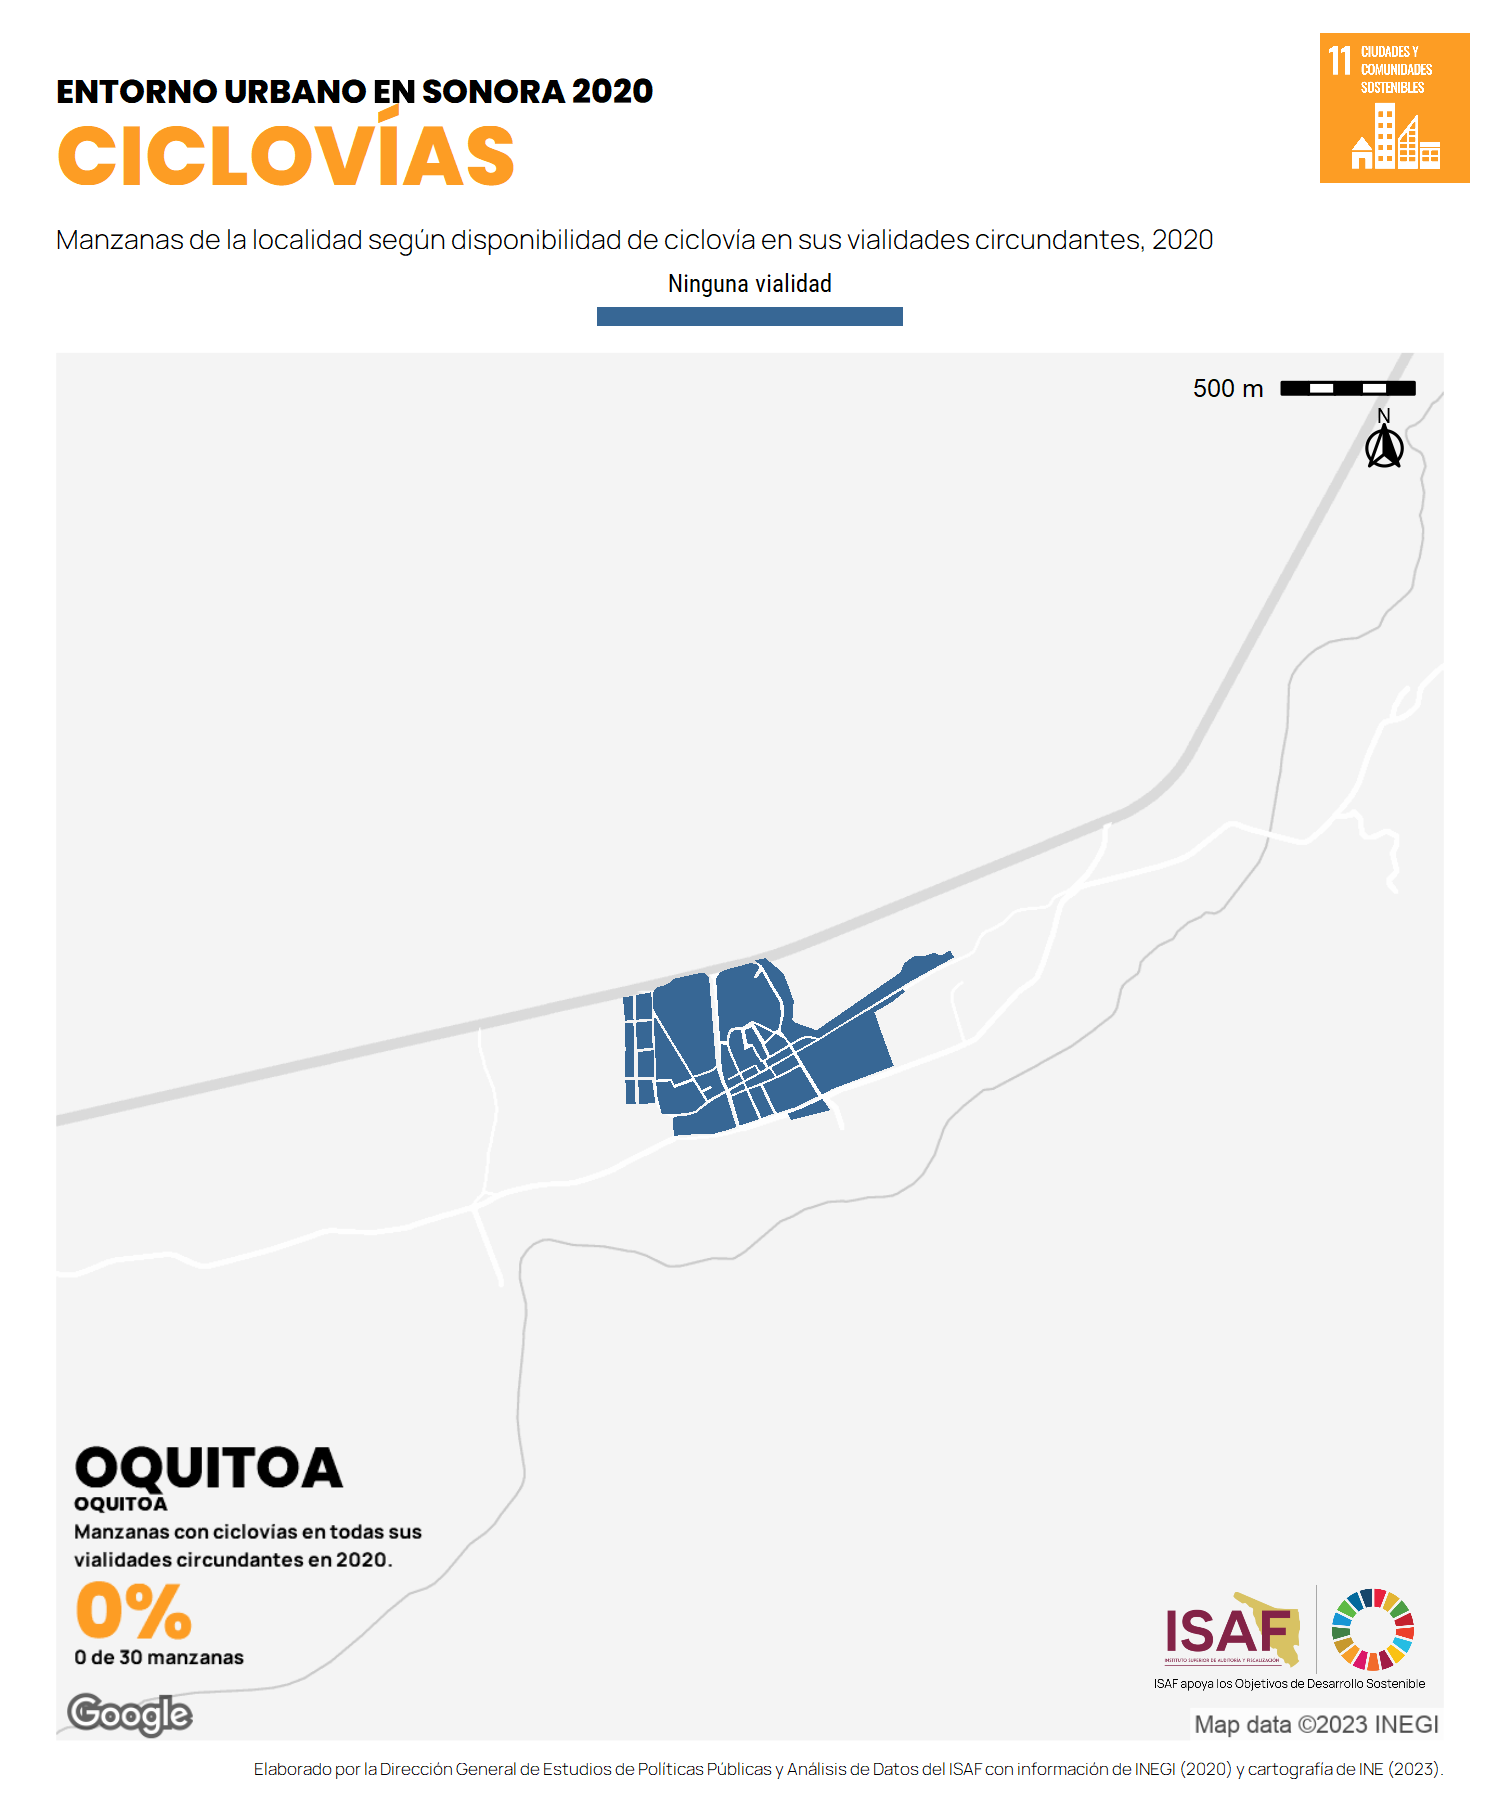 ENTORNO URBANO EN SONORA 2020
CICLOVÍAS
11 CIUDADES Y
COMUNIDADES
SOSTENIBLES
Manzanas de la localidad según disponibilidad de ciclovía en sus vialidades circundantes, 2020
Ninguna vialidad
500 m
N
OQUITOA
OQUITOA
Manzanas con ciclovias en todas sus
vialidades circundantes en 2020.
0%
0 de 30 manzanas
Google
ISAF
INSTITUTO SUPERIOR DE AUDITORÍA Y FISCALIZACIÓN
ISAF apoya los Objetivos de Desarrollo Sostenible
Map data ©2023 INEGI
Elaborado por la Dirección General de Estudios de Políticas Públicas y Análisis de Datos del ISAF con información de INEGI (2020) y cartografía de INE (2023).